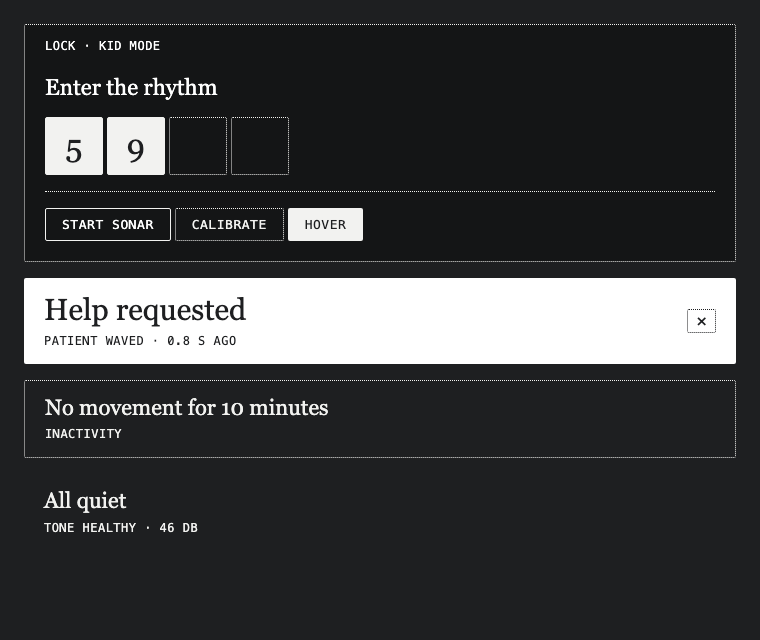 LOCK · KID MODE
Enter the rhythm
5 9
START SONAR CALIBRATE HOVER
Help requested
×
PATIENT WAVED · 0.8 S AGO
No movement for 10 minutes
INACTIVITY
All quiet
TONE HEALTHY · 46 DB